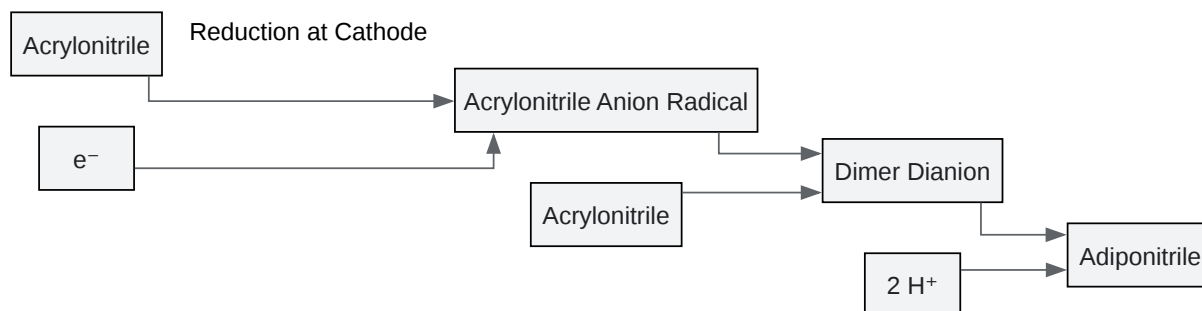 Acrylonitrile
Reduction at Cathode
Acrylonitrile Anion Radical
e⁻
Dimer Dianion
Acrylonitrile
Adiponitrile
2 H⁺